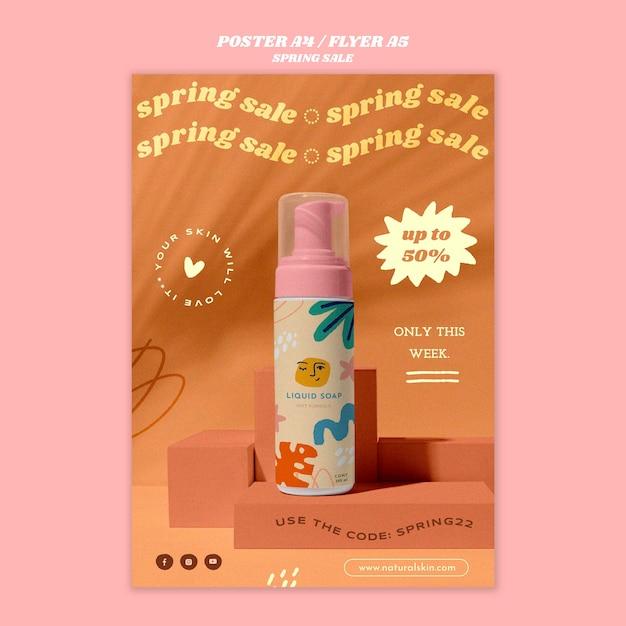 POSTER A4 / FLYER A5
SPRING SALE
spring sale spring sale
spring sale spring sale
YOUR SKIN WILL LOVE IT**
up to
50%
ONLY THIS
WEEK.
LIQUID SOAP
USE THE CODE: SPRING22
www.naturalskin.com